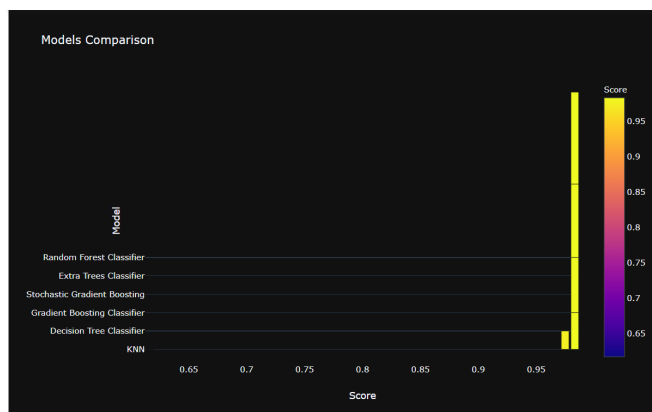 Models Comparison
Score
0.95
0.9
0.85
0.8
0.75
0.7
0.65
Model
Random Forest Classifier
Extra Trees Classifier
Stochastic Gradient Boosting
Gradient Boosting Classifier
Decision Tree Classifier
KNN
0.65 0.7 0.75 0.8 0.85 0.9 0.95
Score